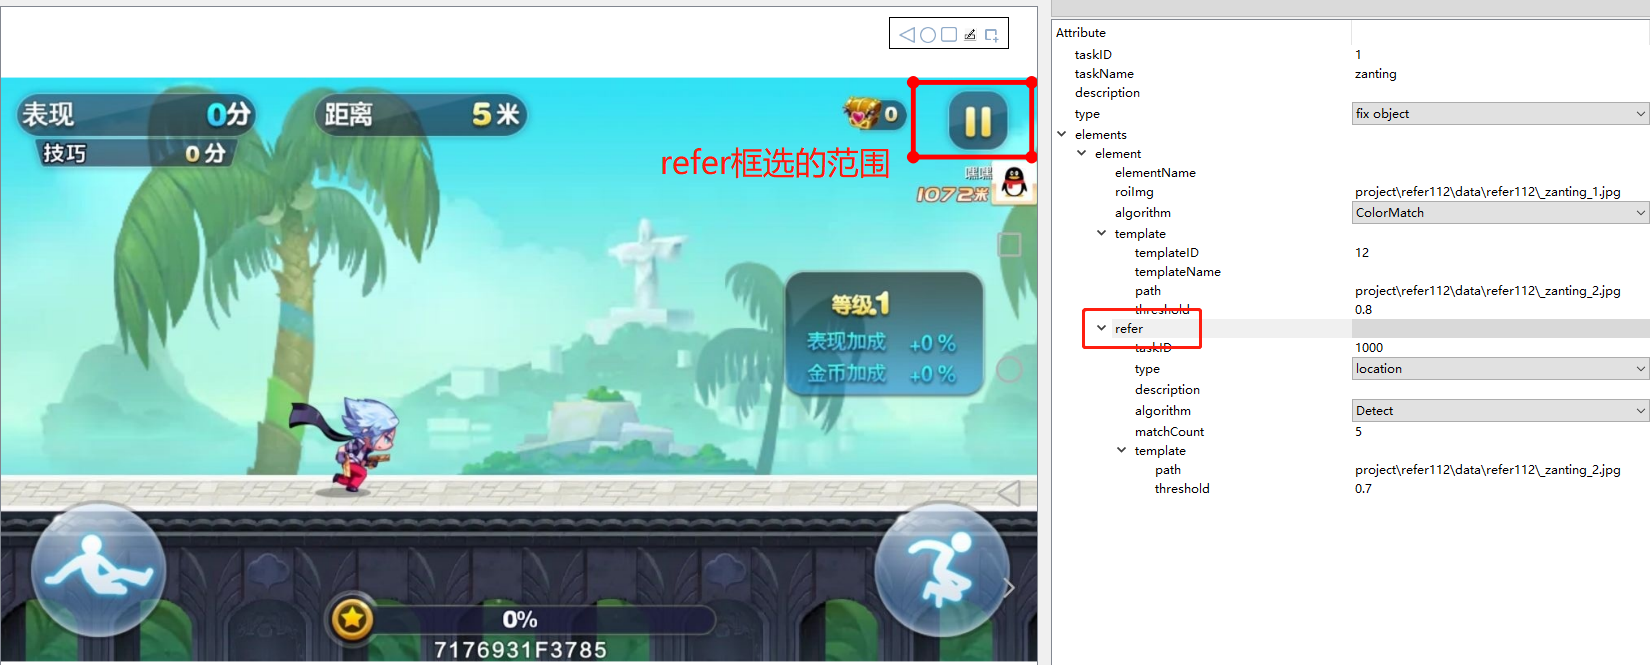 表现 0分
距离 5米
0
技巧 0分
refer框选的范围
嘿嘿
1072米
等级.1
表现加成 +0 %
金币加成 +0 %
0%
7176931F3785
Attribute
taskID 1
taskName zanting
description
type fix object
elements
element
elementName
roiImg project\refer112\data\refer112\_zanting_1.jpg
algorithm ColorMatch
template
templateID 12
templateName
path project\refer112\data\refer112\_zanting_2.jpg
threshold 0.8
refer
taskID 1000
type location
description
algorithm Detect
matchCount 5
template
path project\refer112\data\refer112\_zanting_2.jpg
threshold 0.7